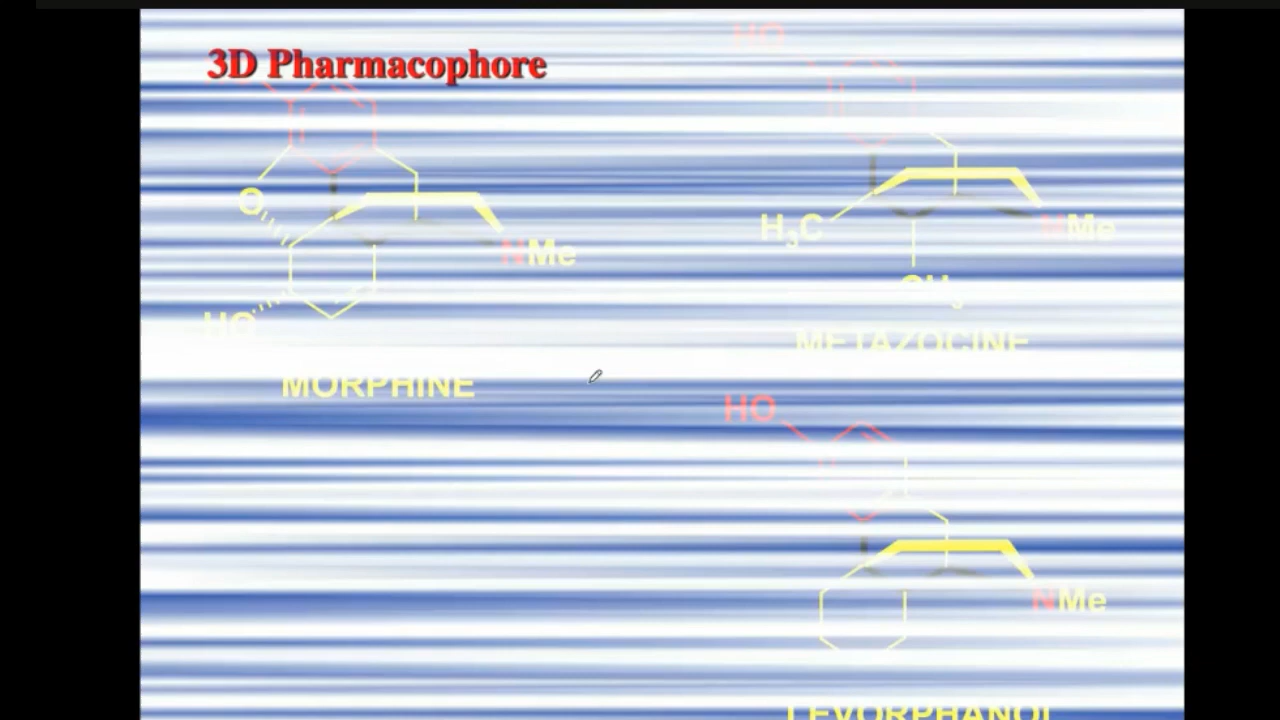 3D Pharmacophore
HO
O
NMe
HO
MORPHINE
H3C
NMe
CH3
METAZOCINE
HO
NMe
LEVORPHANOL